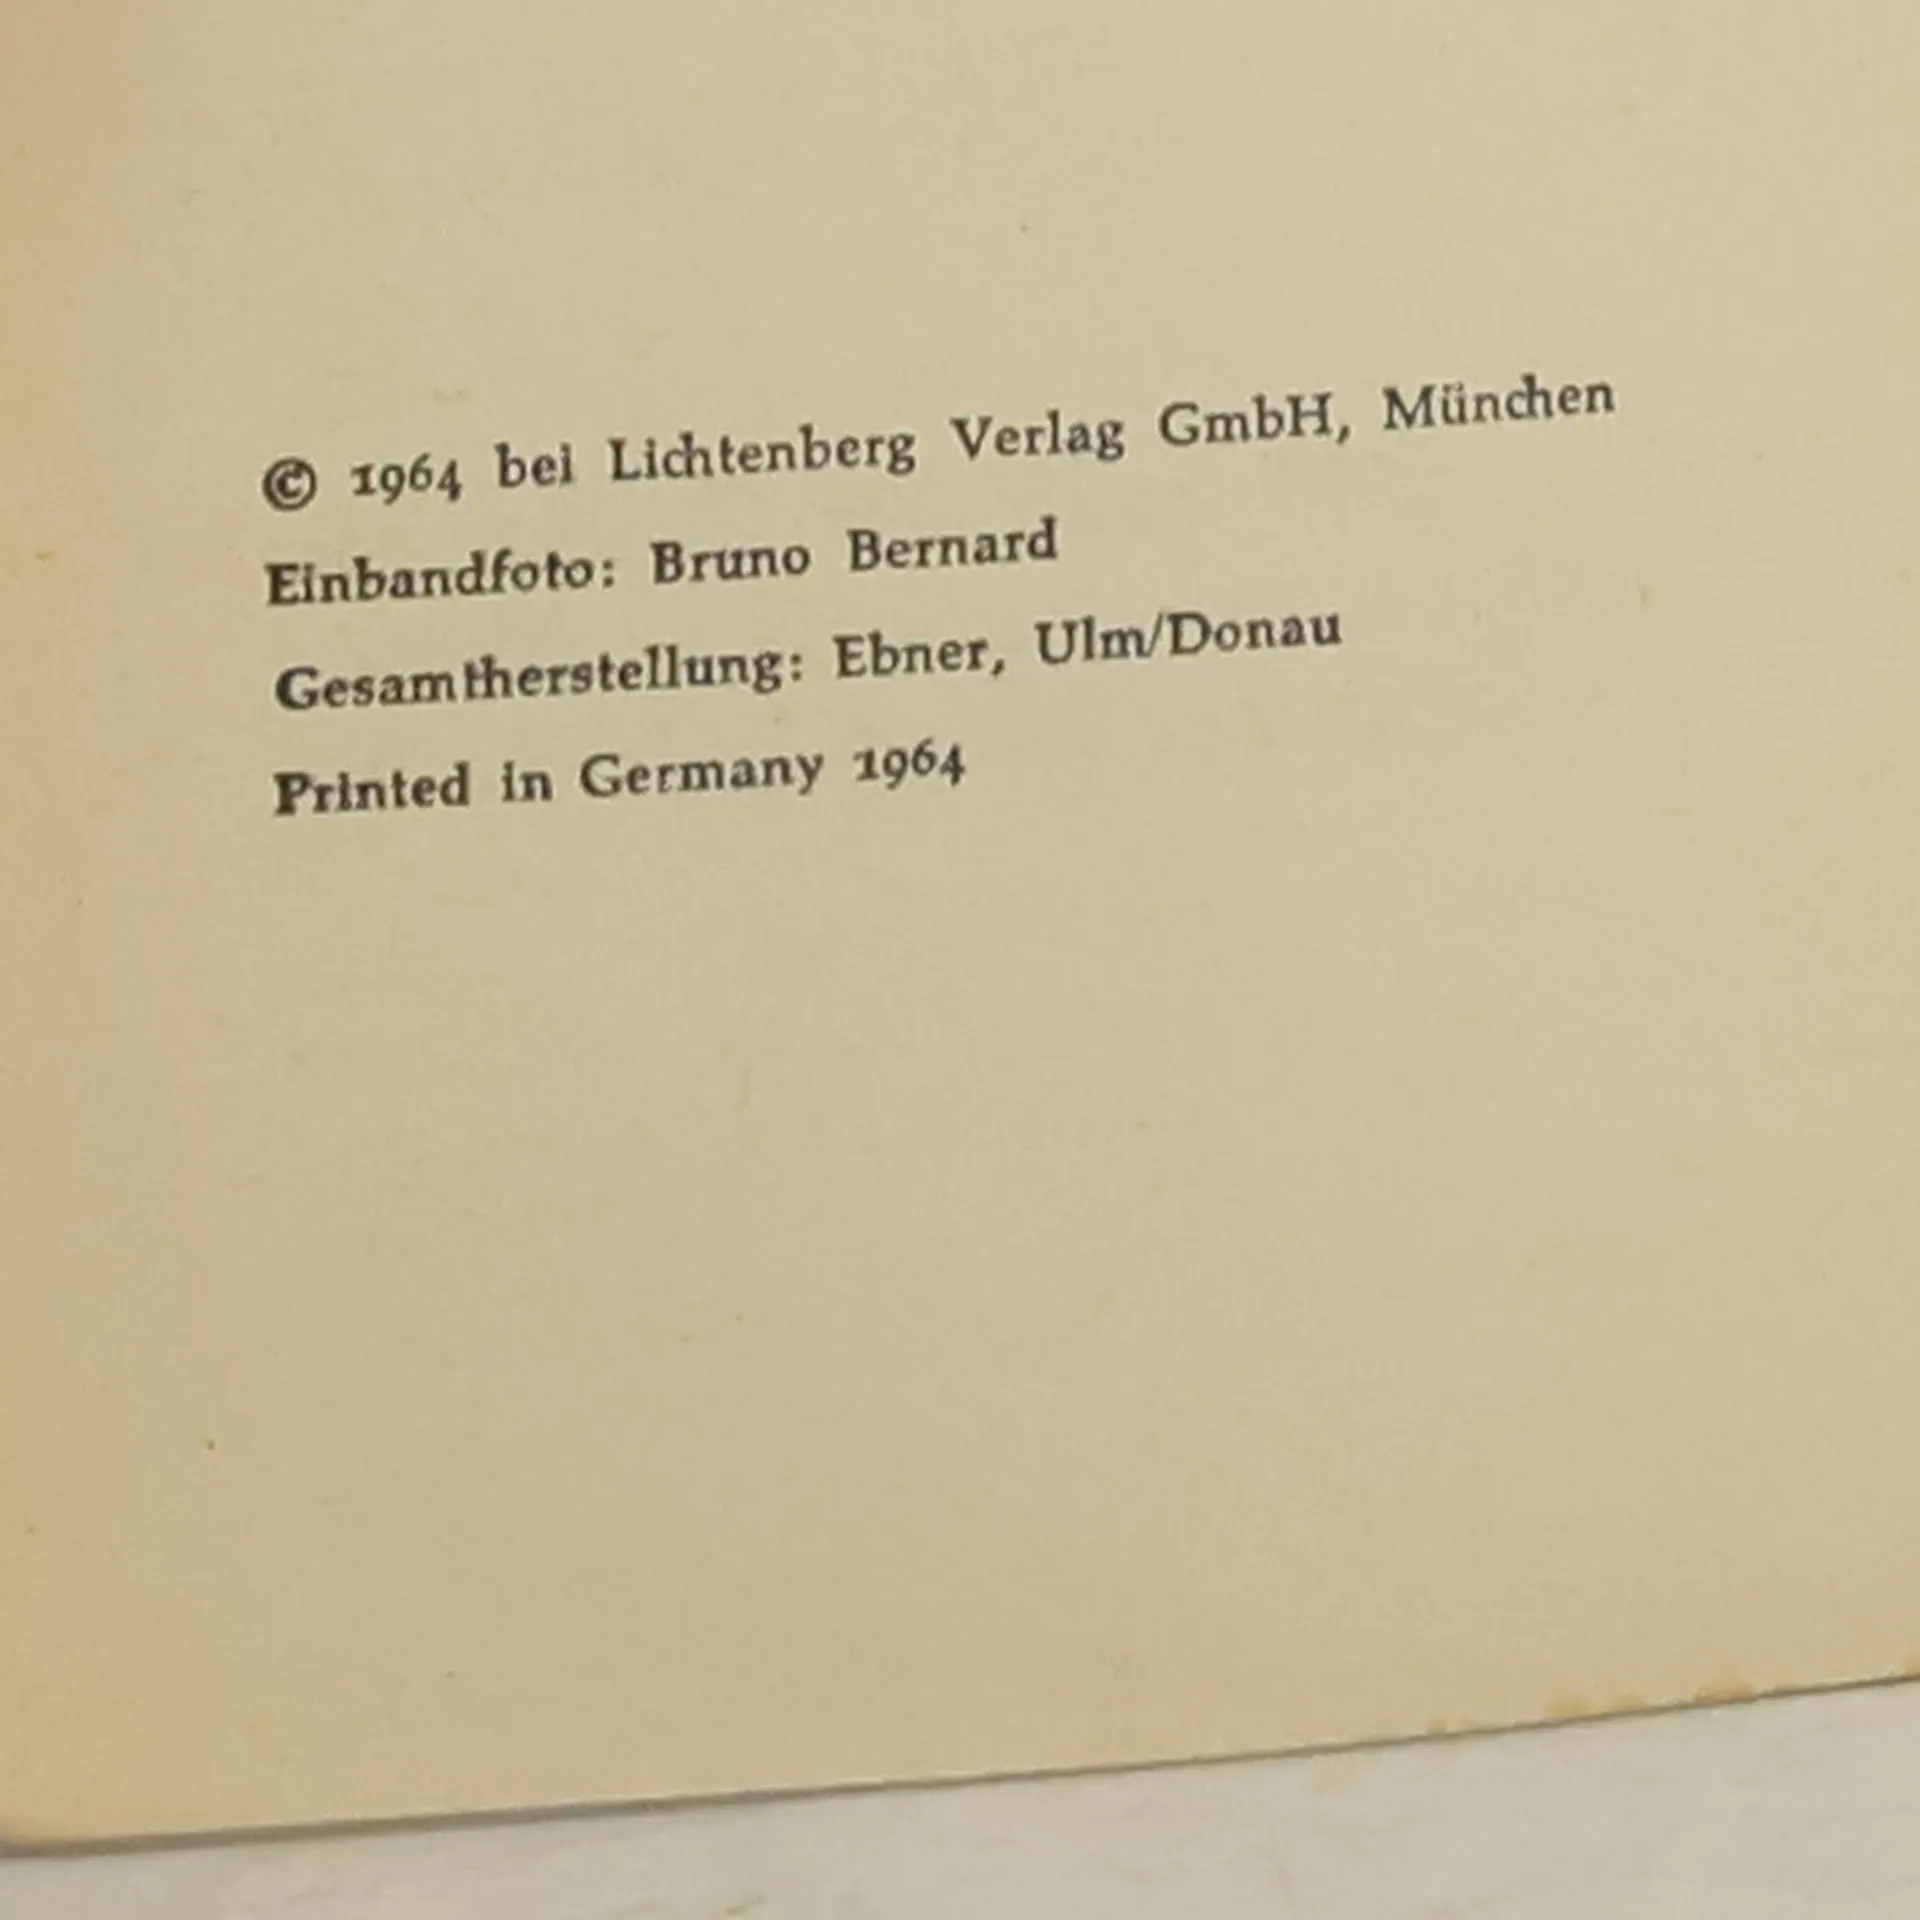 © 1964 bei Lichtenberg Verlag GmbH, München
Einbandfoto: Bruno Bernard
Gesamtherstellung: Ebner, Ulm/Donau
Printed in Germany 1964